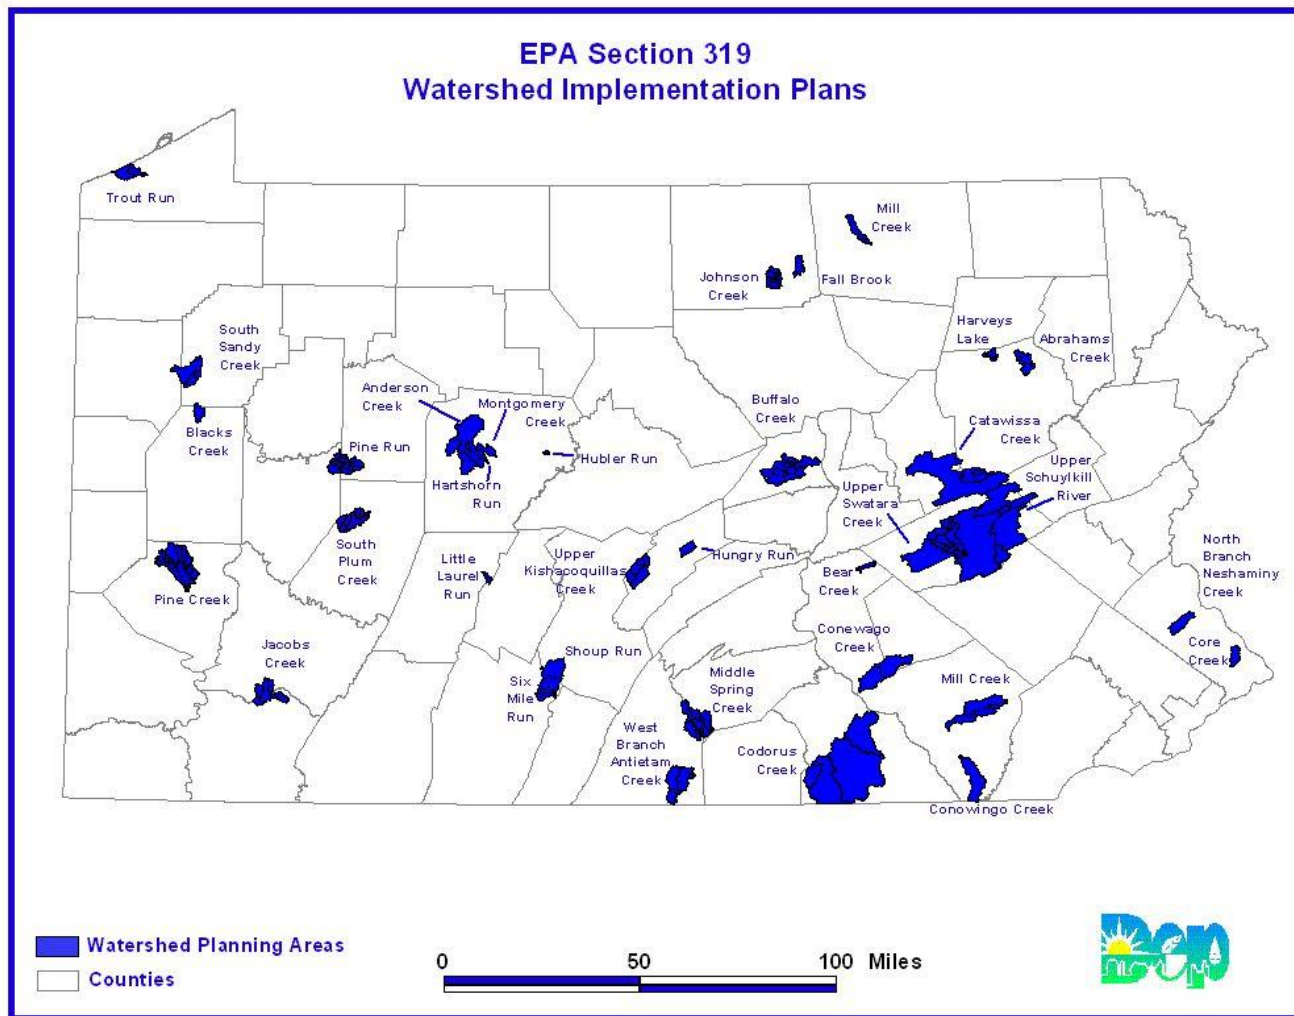 EPA Section 319
Watershed Implementation Plans
Trout Run
Mill
Creek
Johnson
Creek
Fall Brook
South
Sandy
Creek
Harveys
Lake
Abrahams
Creek
Anderson
Creek
Montgomery
Creek
Buffalo
Creek
Catawissa
Creek
Blacks
Creek
Pine Run
Hubler Run
Hartshorn
Run
Upper
Schuylkill
River
Upper
Swatara
Creek
South
Plum
Creek
Little
Laurel
Run
Upper
Kishacoquillas
Creek
Hungry Run
Bear
Creek
North
Branch
Neshaminy
Creek
Pine Creek
Jacobs
Creek
Shoup Run
Conewago
Creek
Core
Creek
Six
Mile
Run
Middle
Spring
Creek
Mill Creek
West
Branch
Antietam
Creek
Codorus
Creek
Conowingo Creek
Watershed Planning Areas
Counties
0 50 100 Miles
Dep